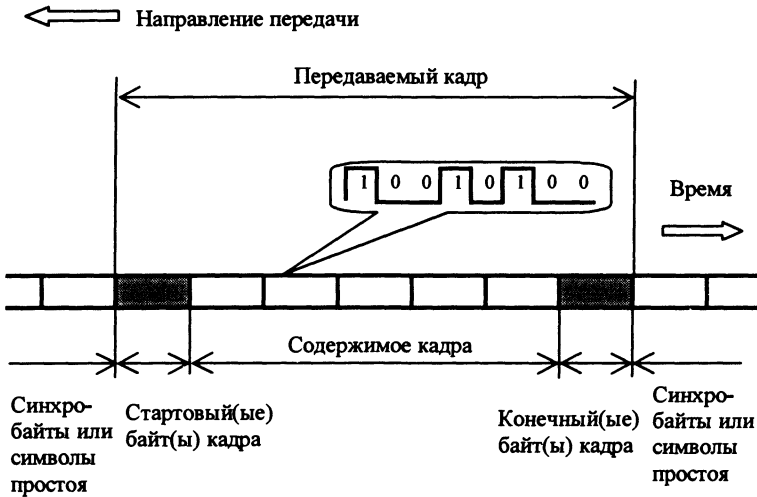 Направление передачи
Передаваемый кадр
1 0 0 1 0 1 0 0
Время
Содержимое кадра
Синхро-
байты или
символы
простоя
Стартовый(ые)
байт(ы) кадра
Конечный(ые)
байт(ы) кадра
Синхро-
байты или
символы
простоя